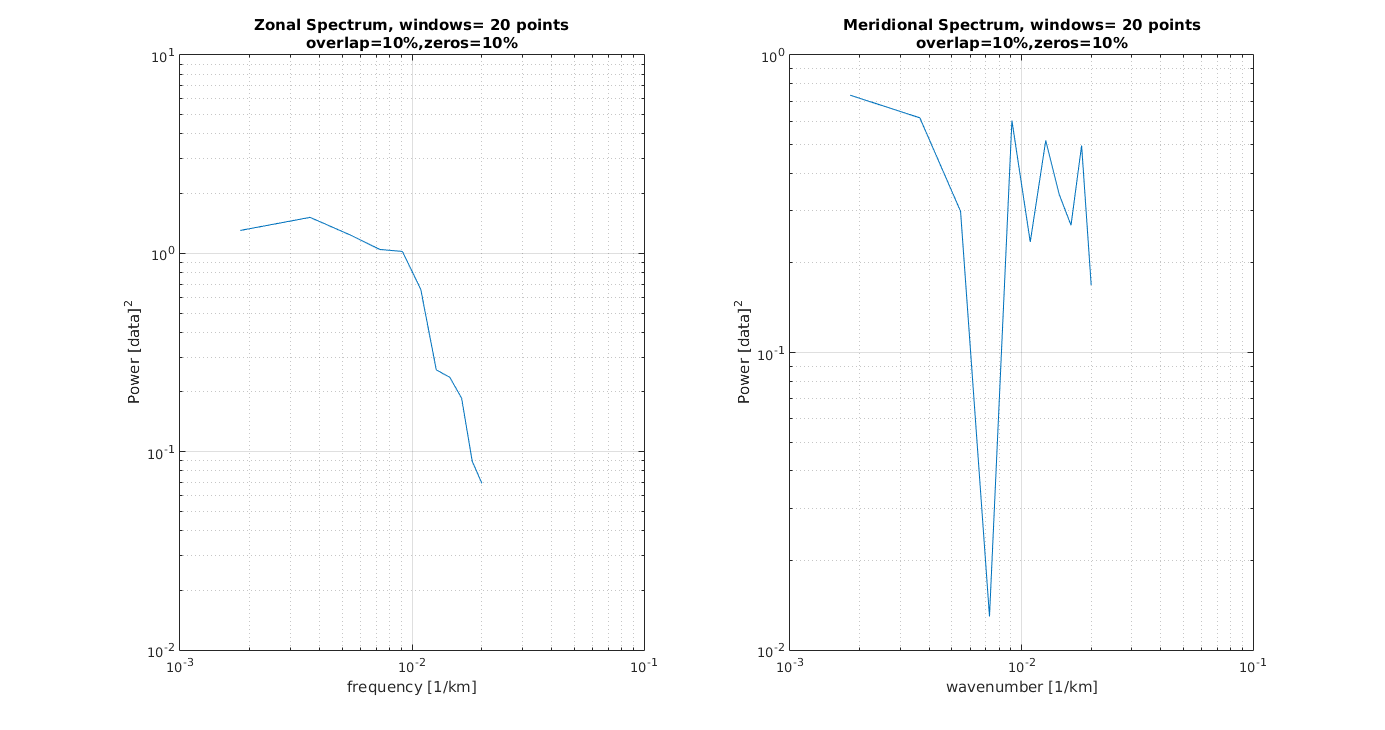 Zonal Spectrum, windows= 20 points
overlap=10%,zeros=10%
10^1
10^0
10^-1
10^-2
Power [data]^2
10^-3
10^-2
10^-1
frequency [1/km]
Meridional Spectrum, windows= 20 points
overlap=10%,zeros=10%
10^0
10^-1
10^-2
Power [data]^2
10^-3
10^-2
10^-1
wavenumber [1/km]